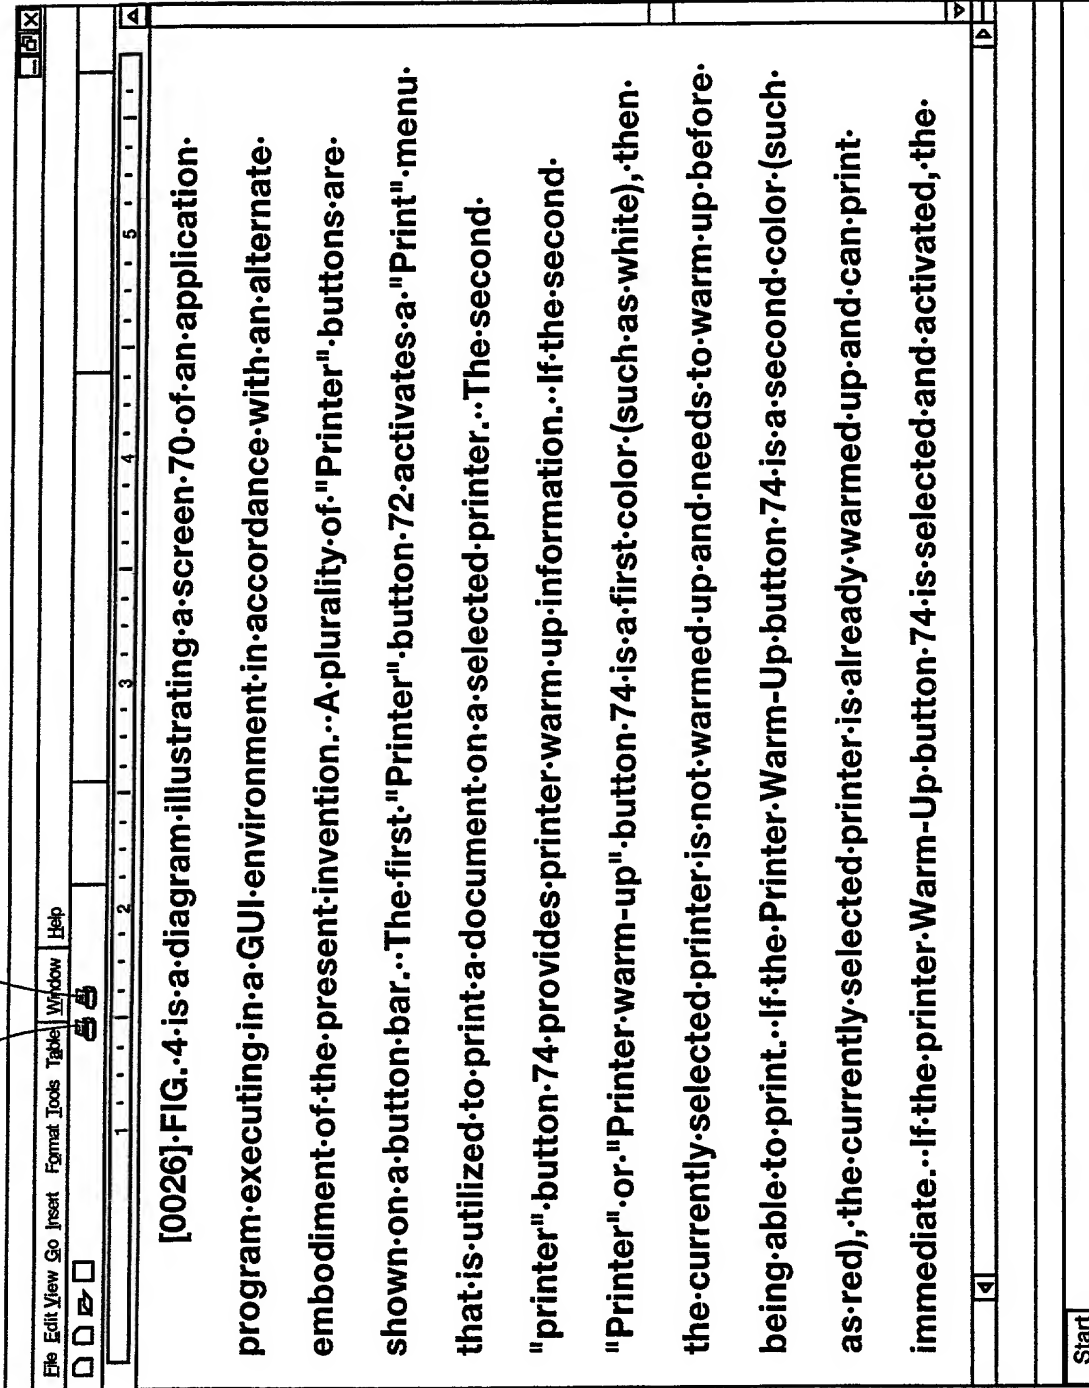 File Edit View Go Insert Format Tools Table Window Help
1 2 3 4 5
[0026]·FIG.·4·is·a·diagram·illustrating·a·screen·70·of·an·application·
program·executing·in·a·GUI·environment·in·accordance·with·an·alternate·
embodiment·of·the·present·invention.··A·plurality·of·"Printer"·buttons·are·
shown·on·a·button·bar.··The·first·"Printer"·button·72·activates·a·"Print"·menu·
that·is·utilized·to·print·a·document·on·a·selected·printer.··The·second·
"printer"·button·74·provides·printer·warm·up·information.··If·the·second·
"Printer"·or·"Printer·warm-up"·button·74·is·a·first·color·(such·as·white),·then·
the·currently·selected·printer·is·not·warmed·up·and·needs·to·warm·up·before·
being·able·to·print.··If·the·Printer·Warm-Up·button·74·is·a·second·color·(such·
as·red),·the·currently·selected·printer·is·already·warmed·up·and·can·print·
immediate.··If·the·printer·Warm-Up·button·74·is·selected·and·activated,·the·
Start